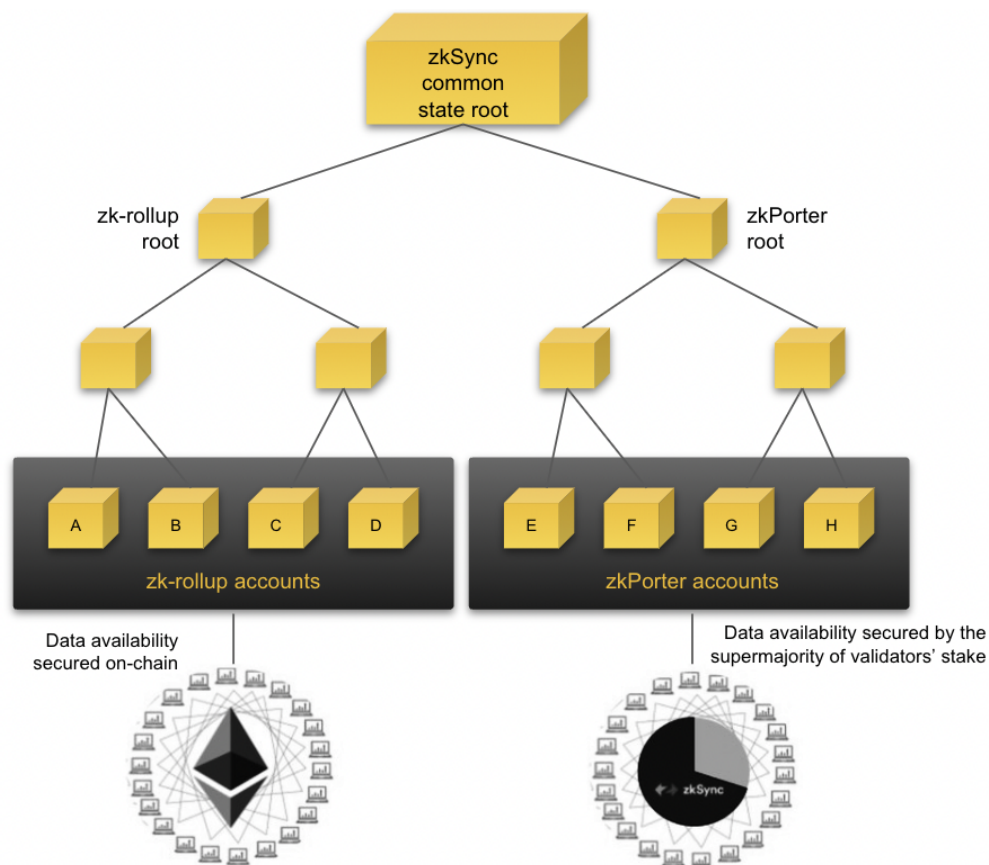 zkSync
common
state root
zk-rollup
root
zkPorter
root
A
B
C
D
E
F
G
H
zk-rollup accounts
zkPorter accounts
Data availability
secured on-chain
Data availability secured by the
supermajority of validators’ stake
zkSync